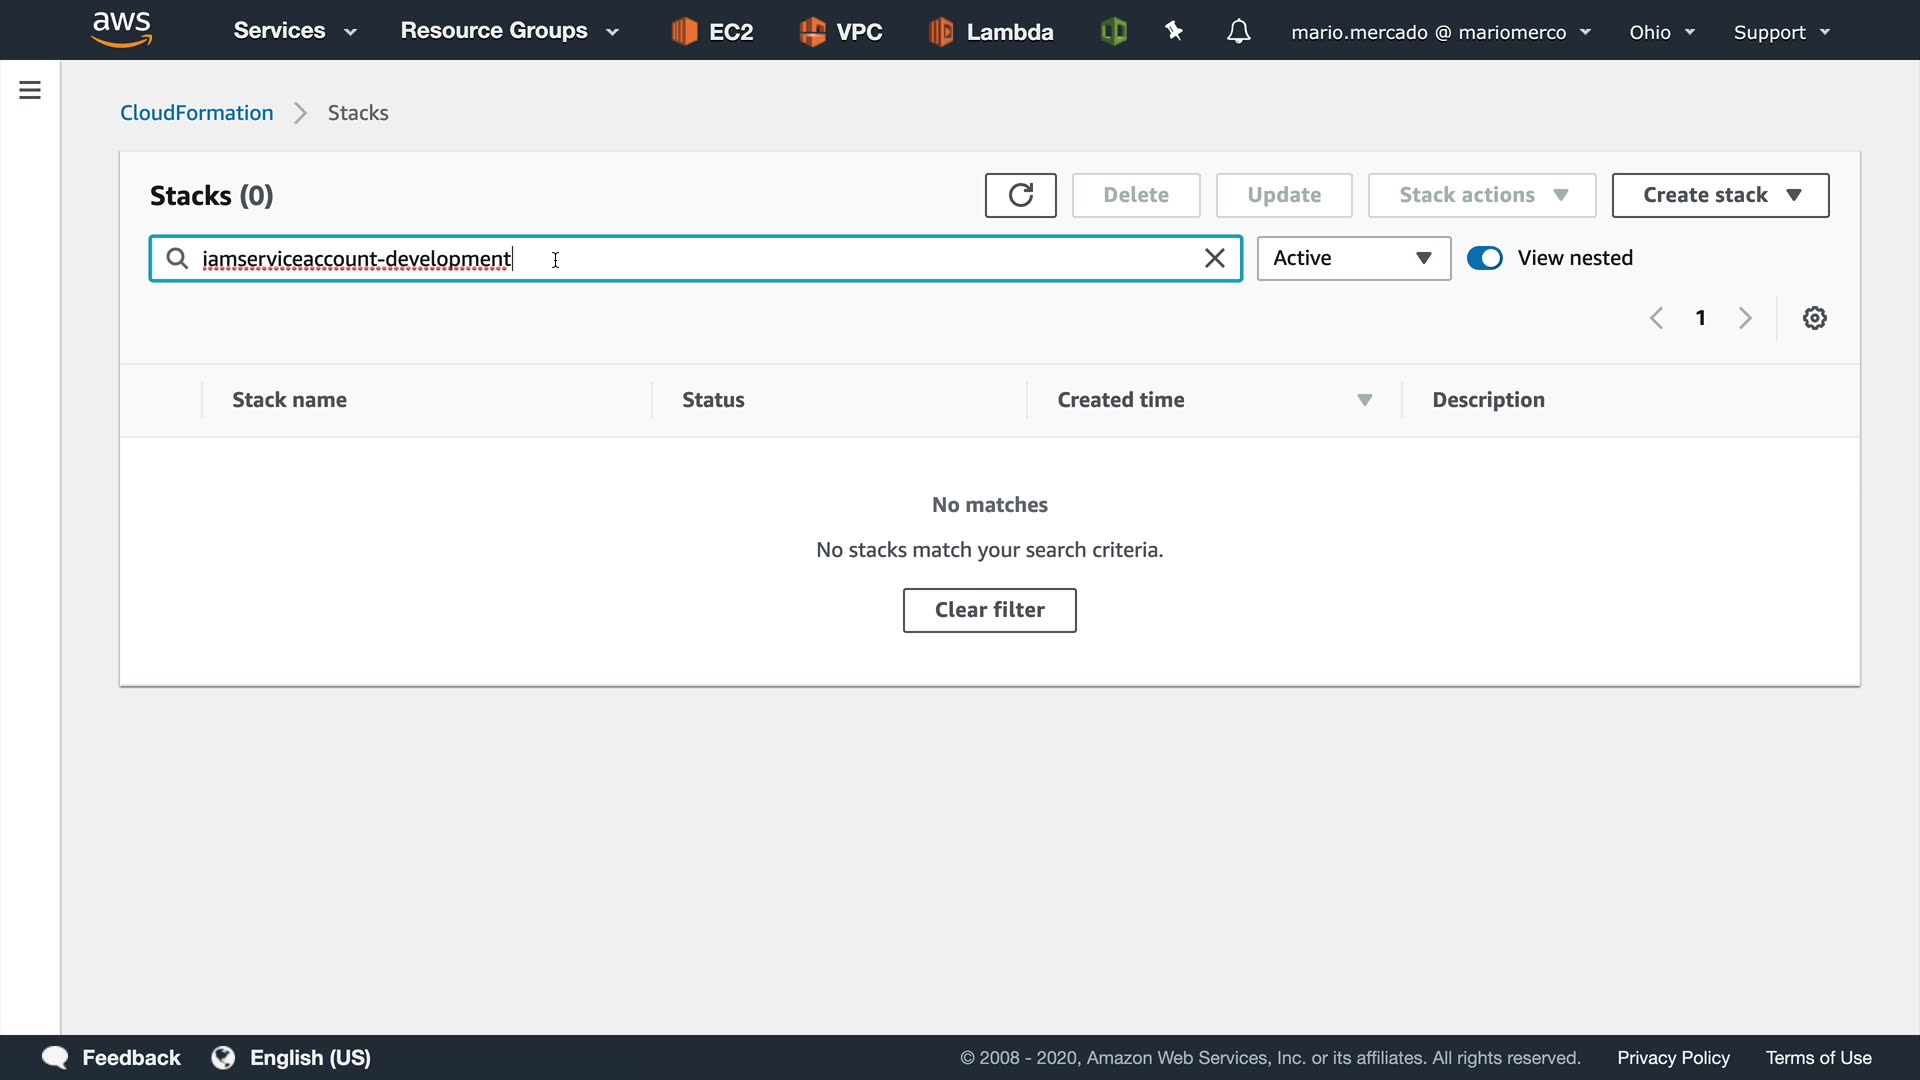 aws Services Resource Groups EC2 VPC Lambda mario.mercado @ mariomerco Ohio Support
CloudFormation Stacks
Stacks (0) Delete Update Stack actions Create stack
iamserviceaccount-development Active View nested
1
Stack name Status Created time Description
No matches
No stacks match your search criteria.
Clear filter
Feedback English (US) © 2008 - 2020, Amazon Web Services, Inc. or its affiliates. All rights reserved. Privacy Policy Terms of Use